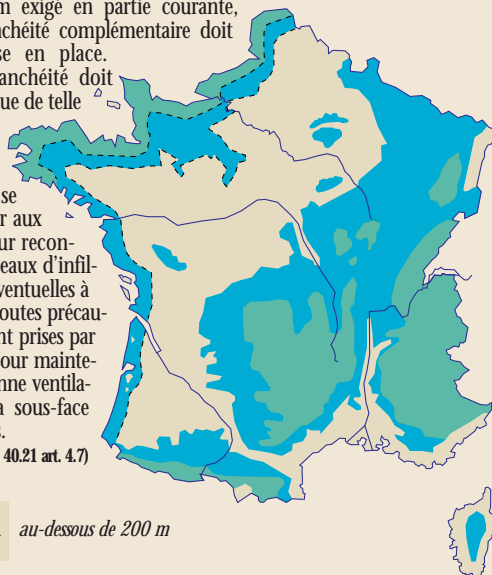 m exigé en partie courante,
nchéité complémentaire doit
se en place.
anchéité doit
ue de telle
se
r aux
ur recon-
eaux d'infil-
ventuelles à
outes précau-
nt prises par
our mainte-
nne ventila-
a sous-face
s.
40.21 art. 4.7)
au-dessous de 200 m